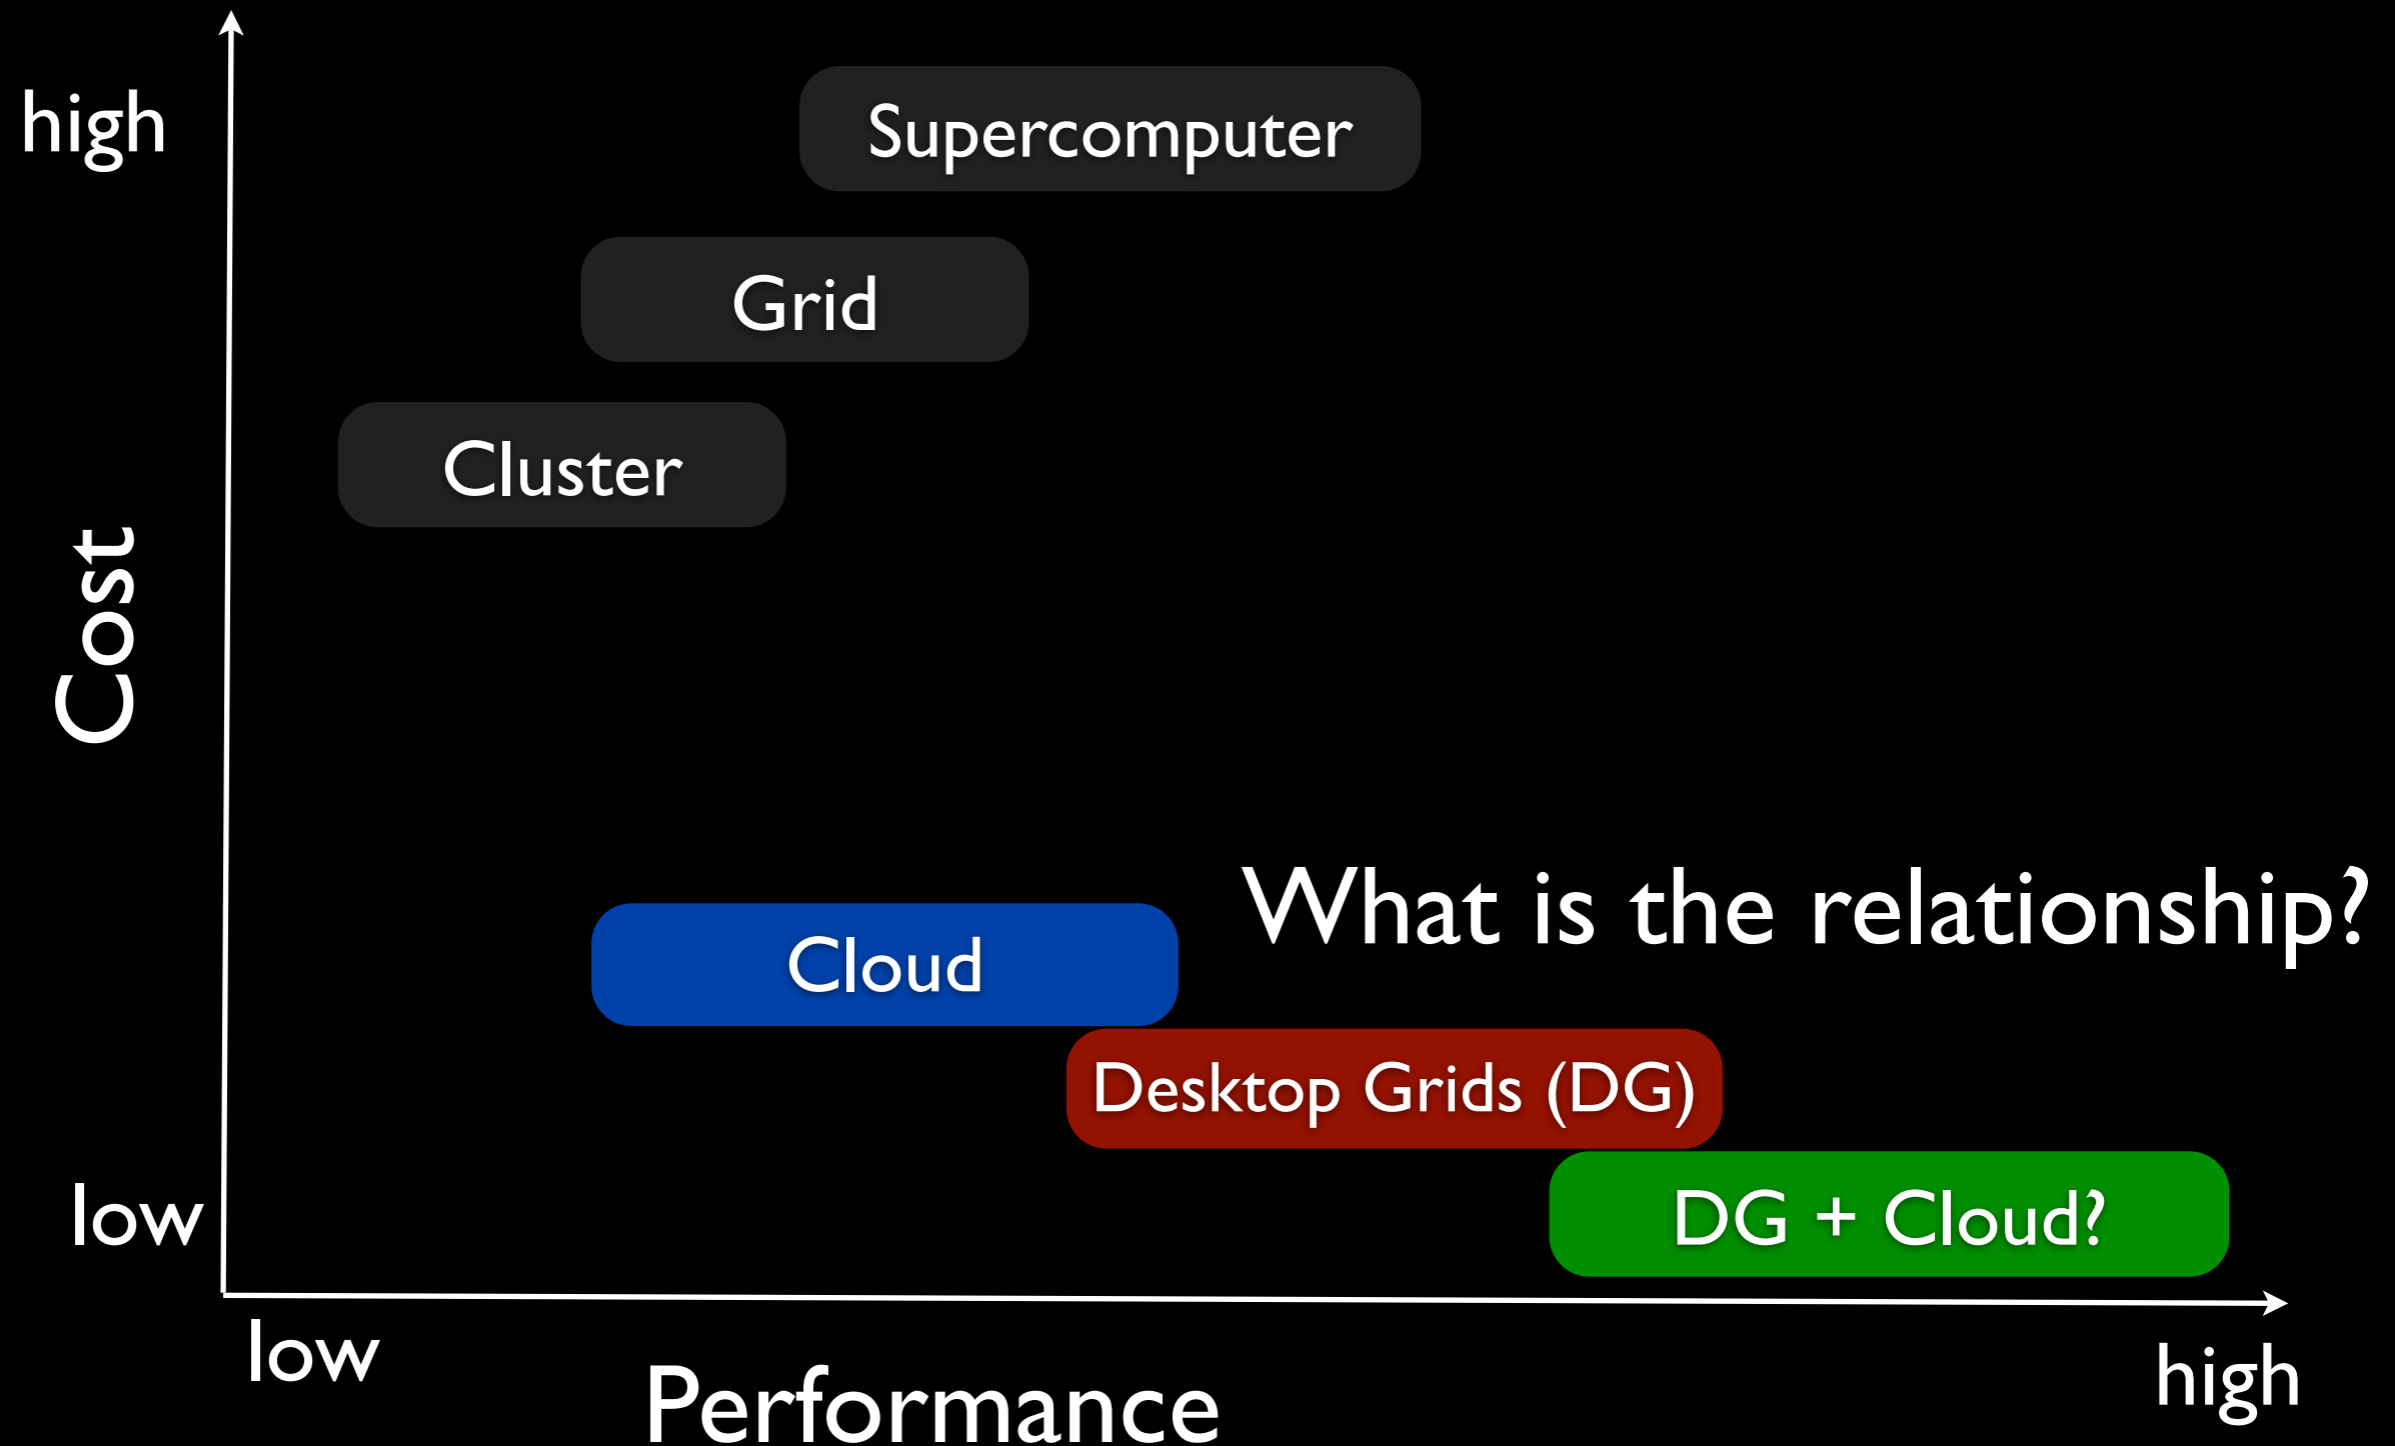 high
Supercomputer
Grid
Cluster
Cost
What is the relationship?
Cloud
Desktop Grids (DG)
DG + Cloud?
low
low
high
Performance